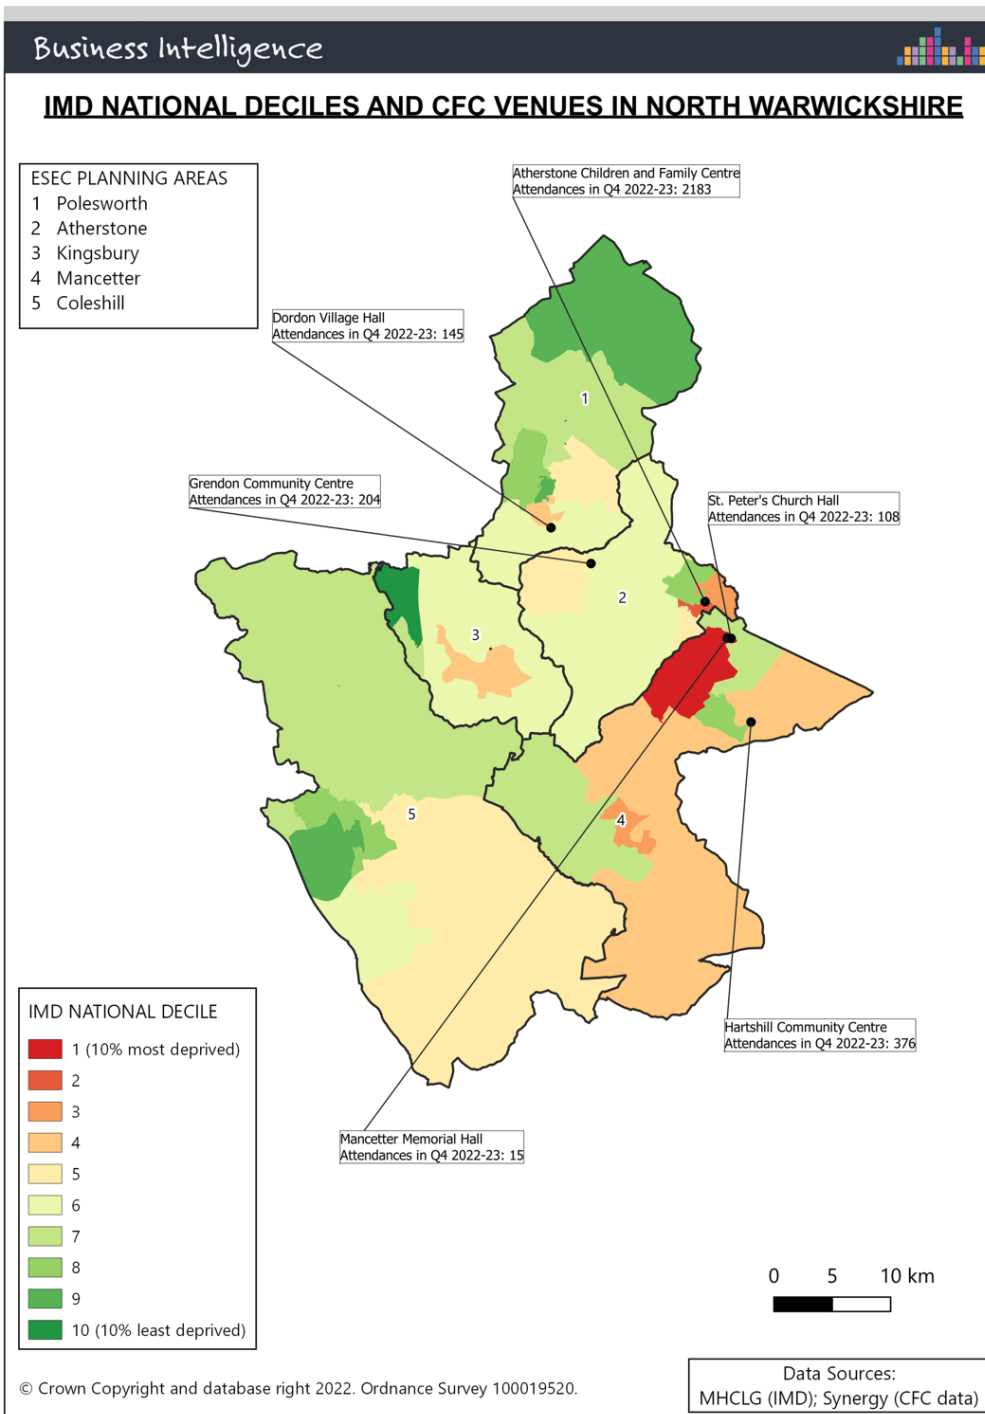 Business Intelligence
IMD NATIONAL DECILES AND CFC VENUES IN NORTH WARWICKSHIRE
ESEC PLANNING AREAS
1 Polesworth
2 Atherstone
3 Kingsbury
4 Mancetter
5 Coleshill
Atherstone Children and Family Centre
Attendances in Q4 2022-23: 2183
Dordon Village Hall
Attendances in Q4 2022-23: 145
1
Grendon Community Centre
Attendances in Q4 2022-23: 204
St. Peter's Church Hall
Attendances in Q4 2022-23: 108
2
3
5
4
Hartshill Community Centre
Attendances in Q4 2022-23: 376
Mancetter Memorial Hall
Attendances in Q4 2022-23: 15
IMD NATIONAL DECILE
1 (10% most deprived)
2
3
4
5
6
7
8
9
10 (10% least deprived)
0 5 10 km
© Crown Copyright and database right 2022. Ordnance Survey 100019520.
Data Sources:
MHCLG (IMD); Synergy (CFC data)